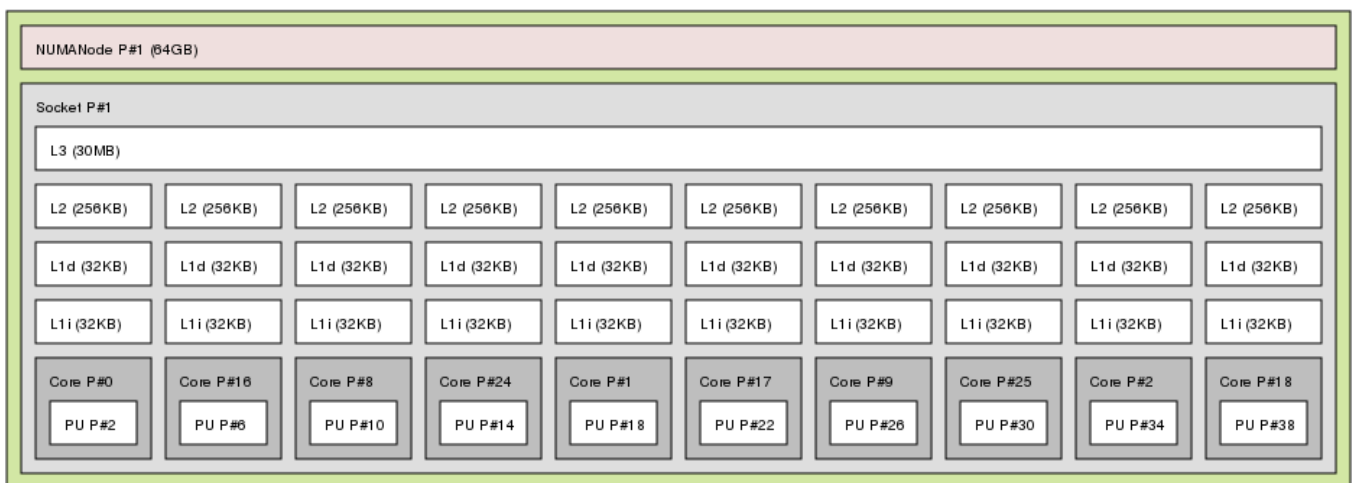 NUMANode P#1 (64GB)
Socket P#1
L3 (30MB)
L2 (256KB) L2 (256KB) L2 (256KB) L2 (256KB) L2 (256KB) L2 (256KB) L2 (256KB) L2 (256KB) L2 (256KB) L2 (256KB)
L1d (32KB) L1d (32KB) L1d (32KB) L1d (32KB) L1d (32KB) L1d (32KB) L1d (32KB) L1d (32KB) L1d (32KB) L1d (32KB)
L1i (32KB) L1i (32KB) L1i (32KB) L1i (32KB) L1i (32KB) L1i (32KB) L1i (32KB) L1i (32KB) L1i (32KB) L1i (32KB)
Core P#0 Core P#16 Core P#8 Core P#24 Core P#1 Core P#17 Core P#9 Core P#25 Core P#2 Core P#18
PU P#2 PU P#6 PU P#10 PU P#14 PU P#18 PU P#22 PU P#26 PU P#30 PU P#34 PU P#38